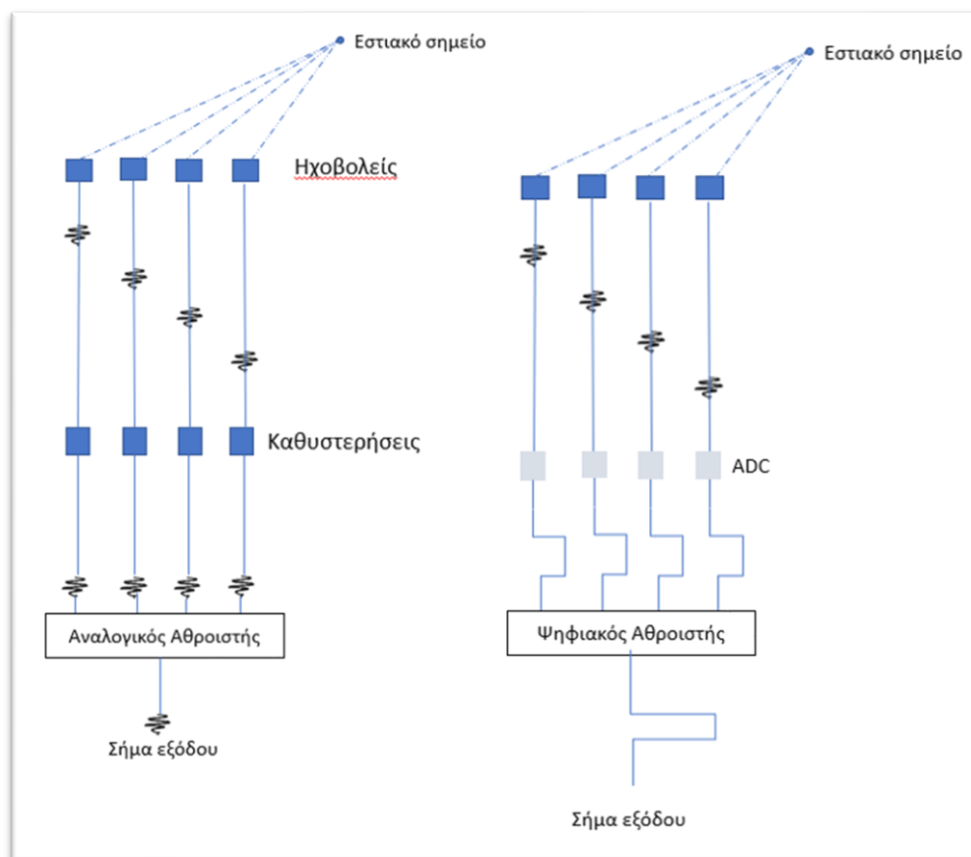 Εστιακό σημείο
Ηχοβολείς
Καθυστερήσεις
Αναλογικός Αθροιστής
Σήμα εξόδου
Εστιακό σημείο
ADC
Ψηφιακός Αθροιστής
Σήμα εξόδου